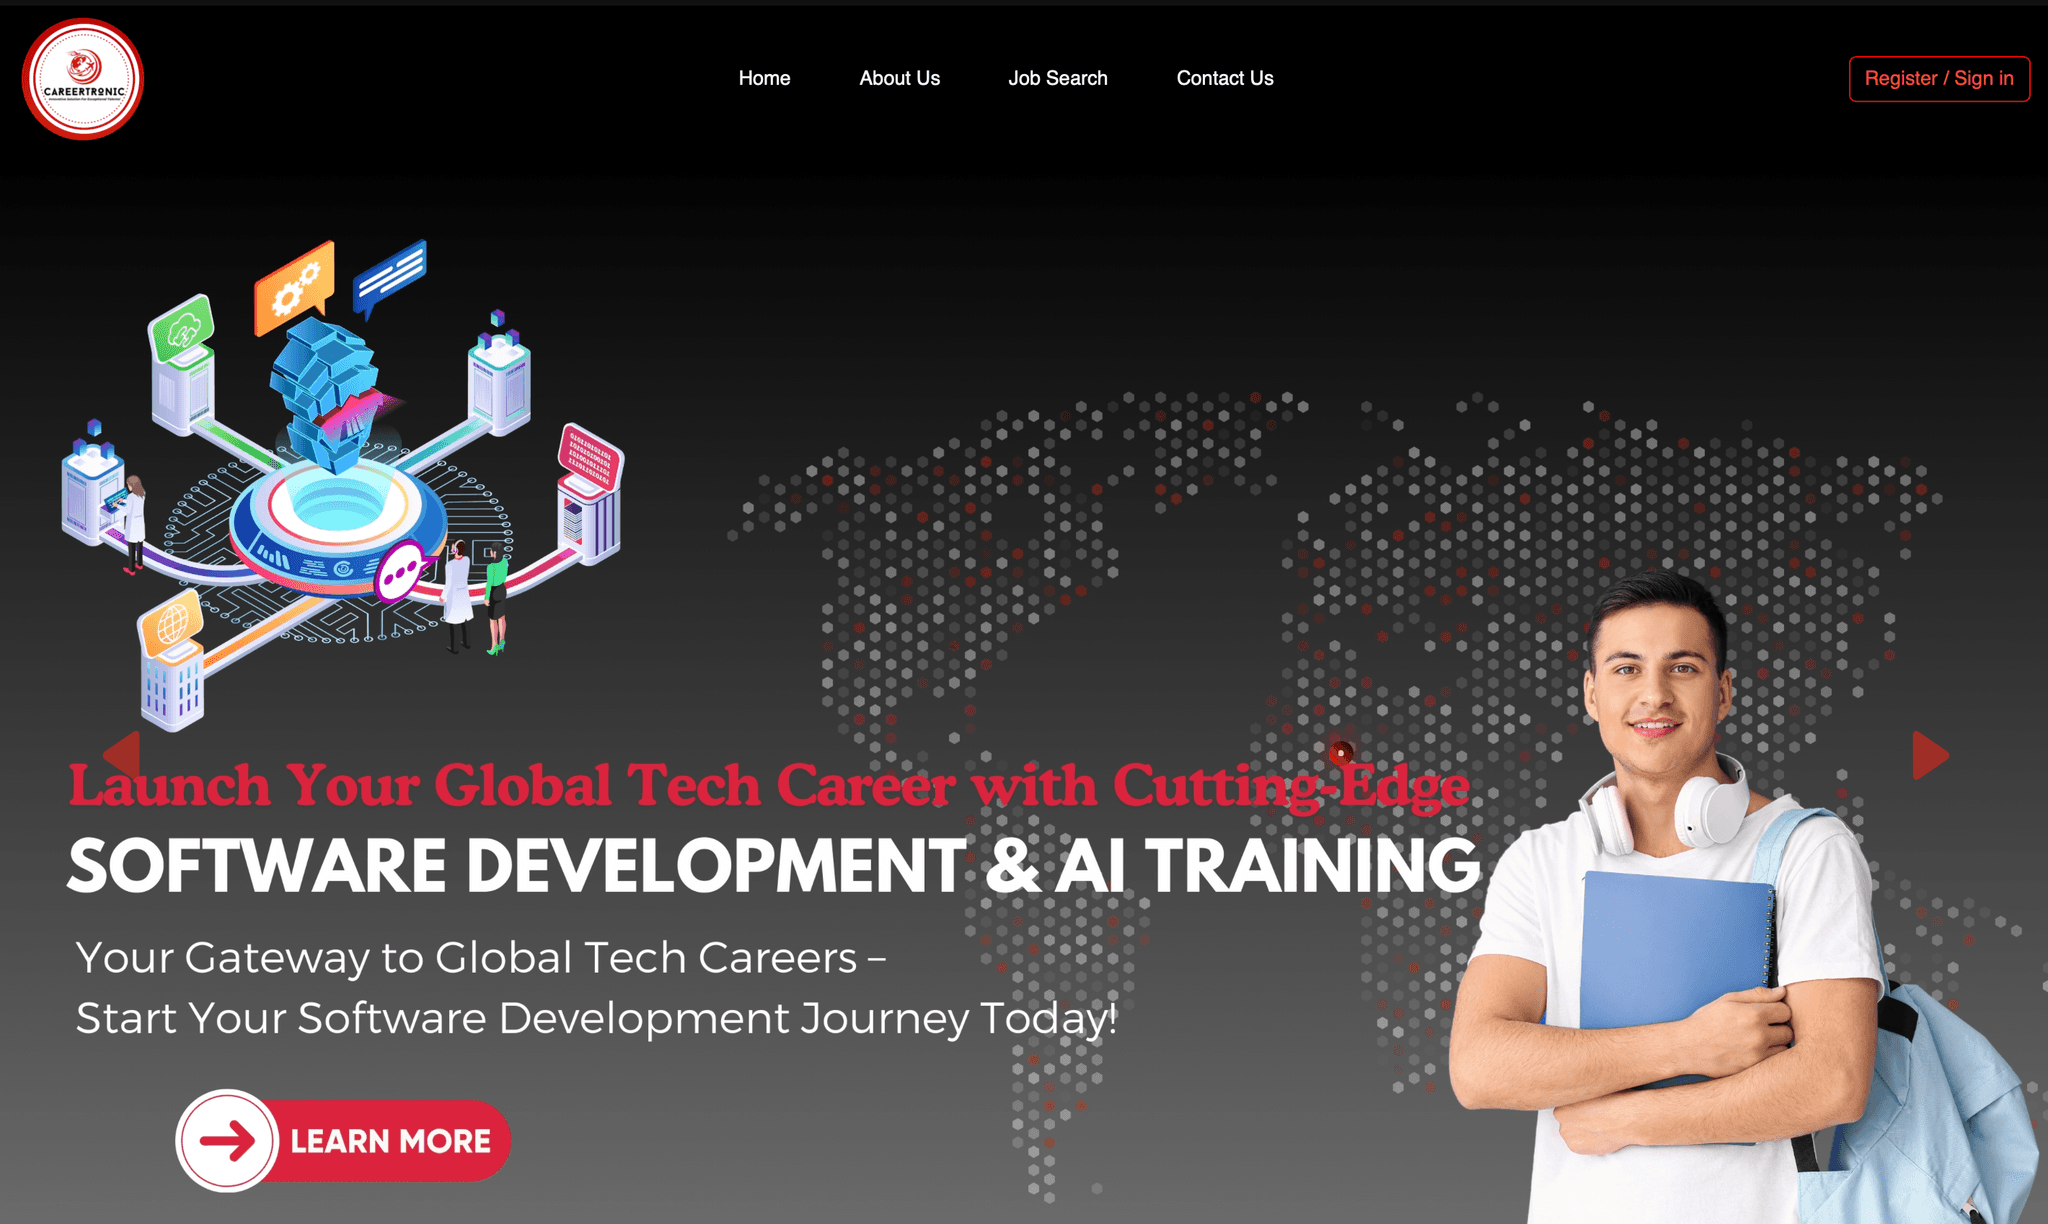 CAREERTRONIC
Home
About Us
Job Search
Contact Us
Register / Sign in
Launch Your Global Tech Career with Cutting-Edge
SOFTWARE DEVELOPMENT & AI TRAINING
Your Gateway to Global Tech Careers –
Start Your Software Development Journey Today!
LEARN MORE